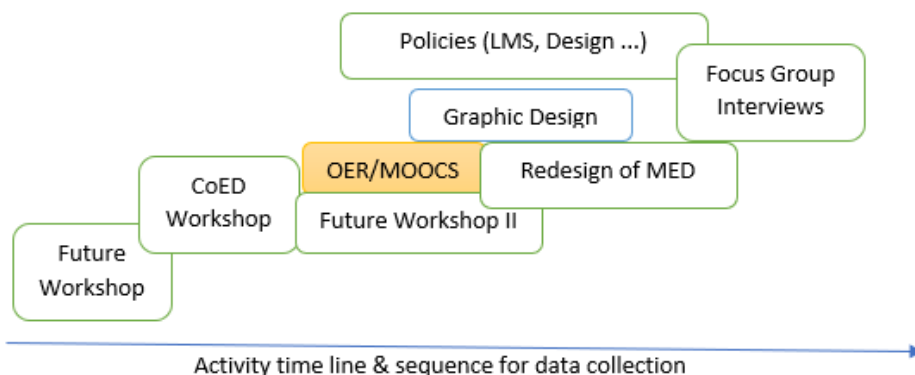 Policies (LMS, Design ...)
Focus Group
Interviews
Graphic Design
OER/MOOCS
Redesign of MED
CoED
Workshop
Future Workshop II
Future
Workshop
Activity time line & sequence for data collection